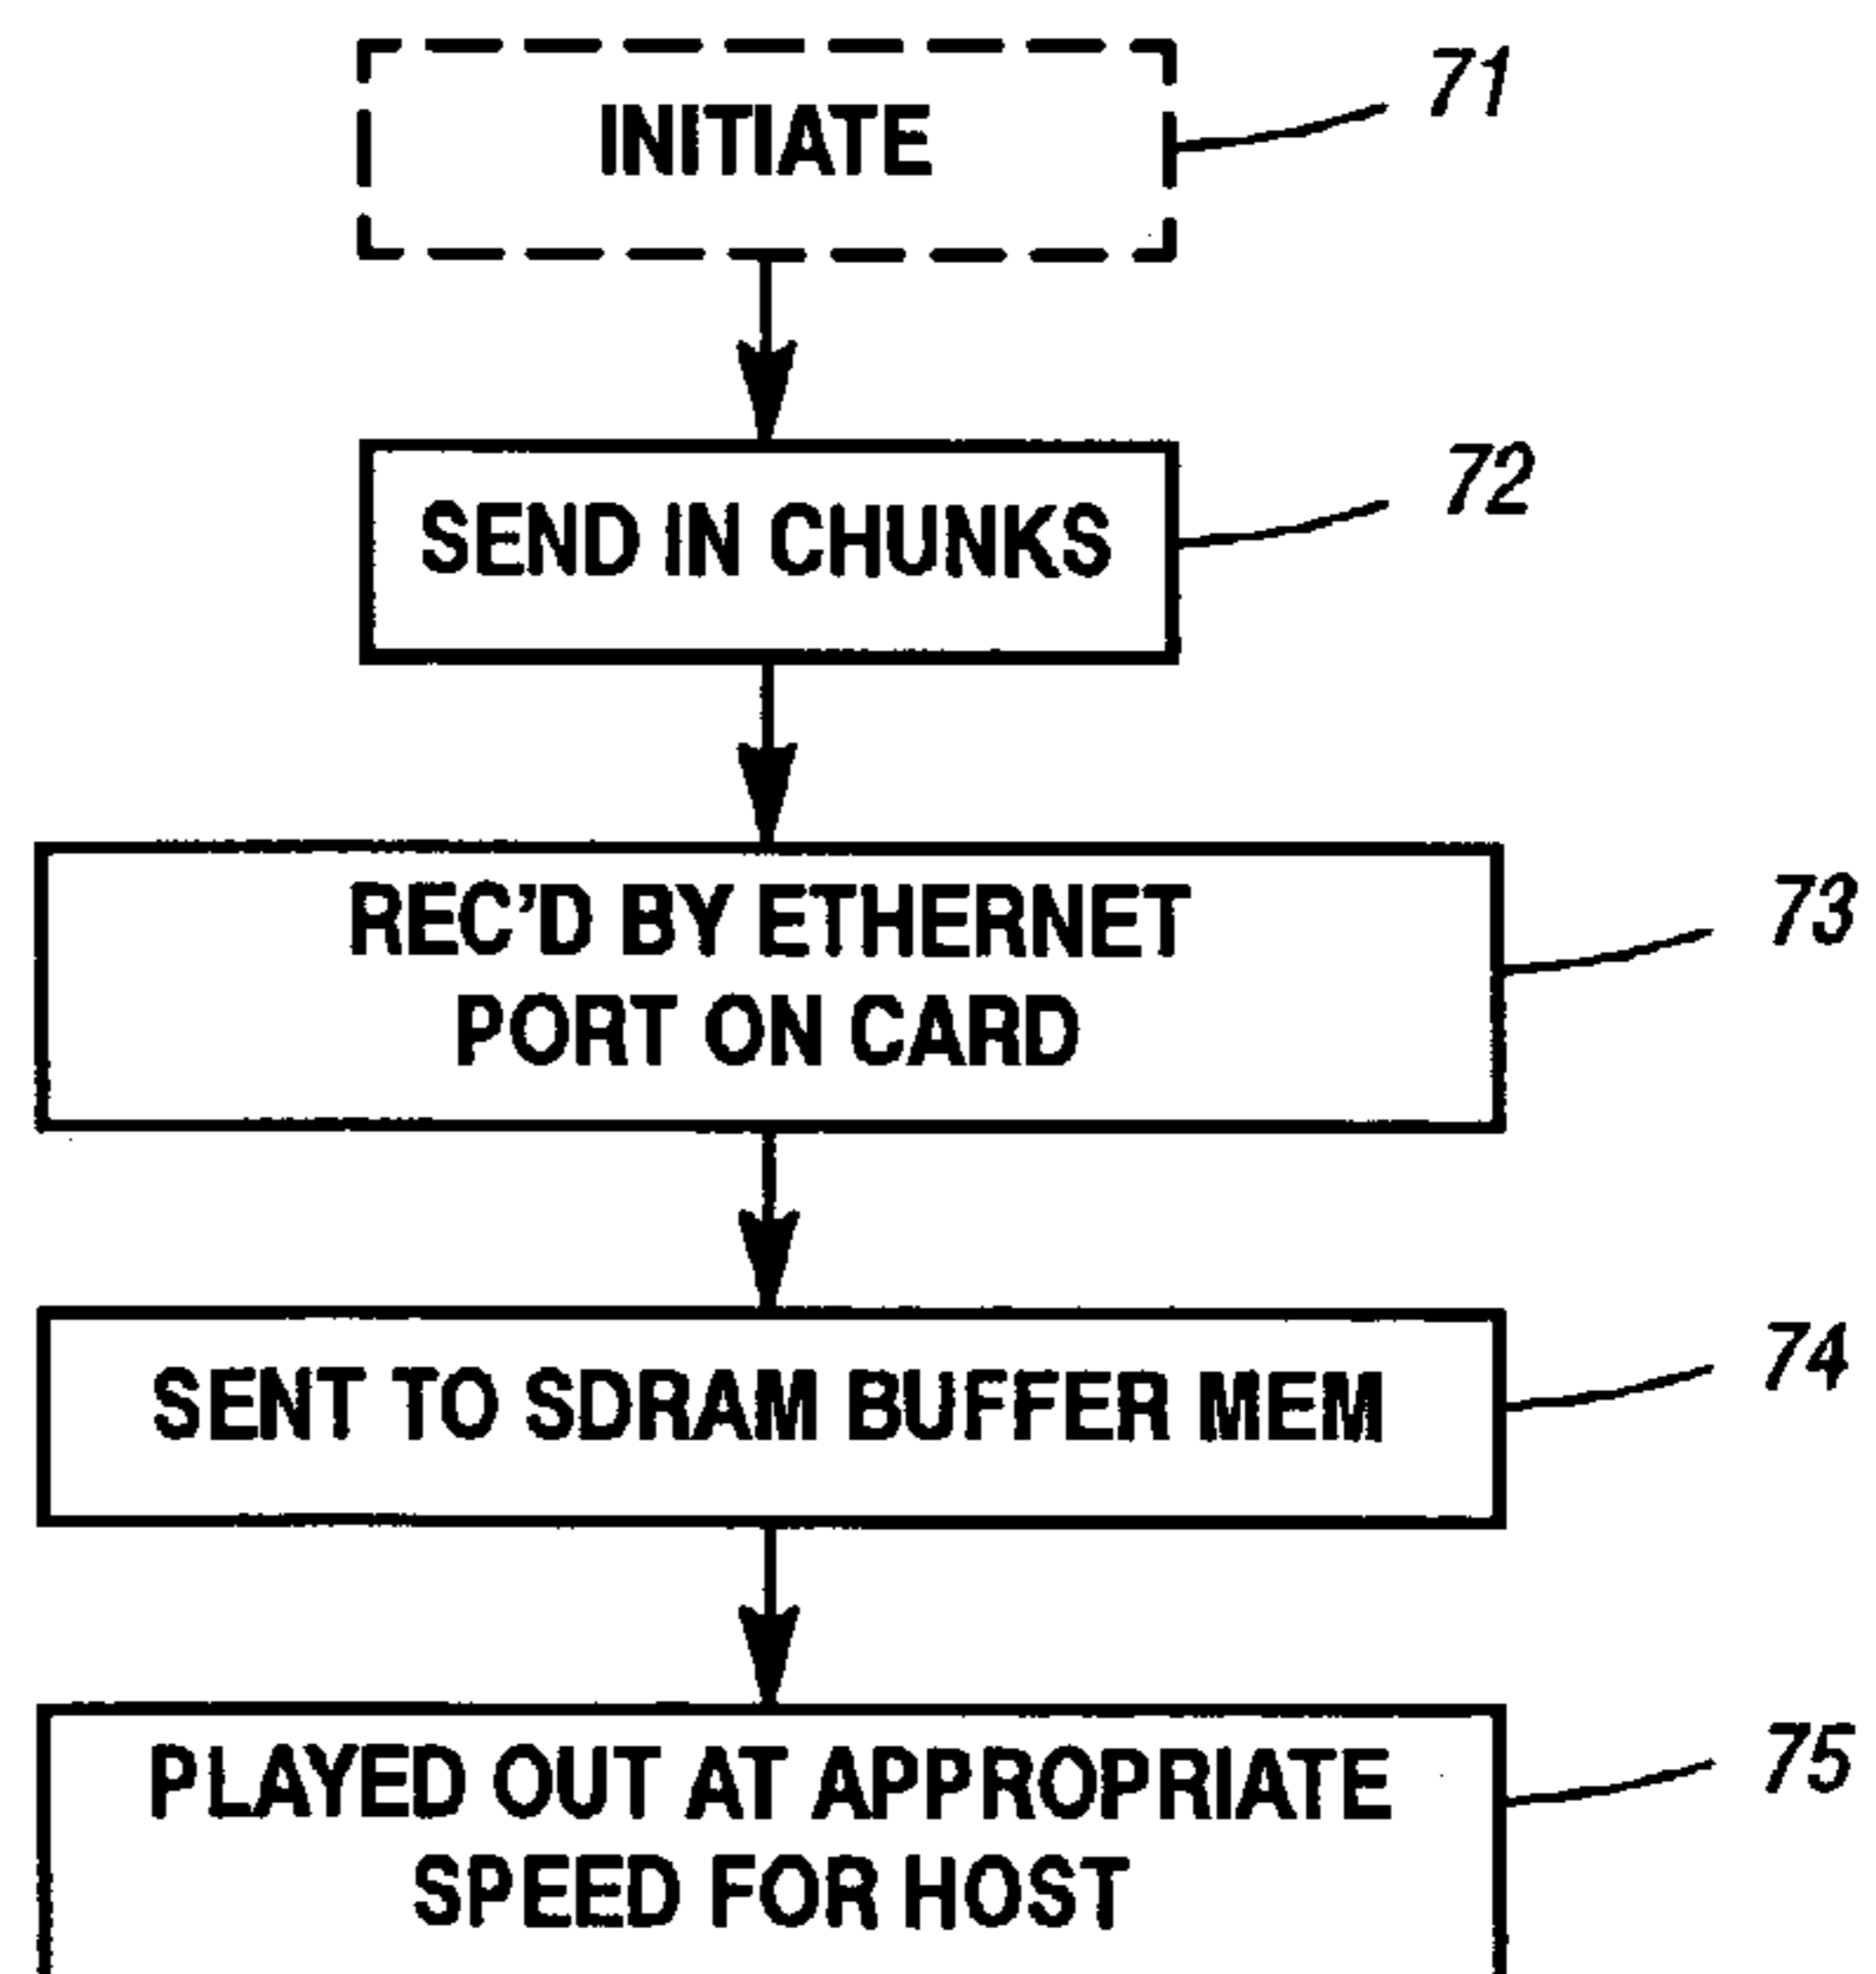 INITIATE
71
SEND IN CHUNKS
72
REC'D BY ETHERNET
PORT ON CARD
73
SENT TO SDRAM BUFFER MEM
74
PLAYED OUT AT APPROPRIATE
SPEED FOR HOST
75